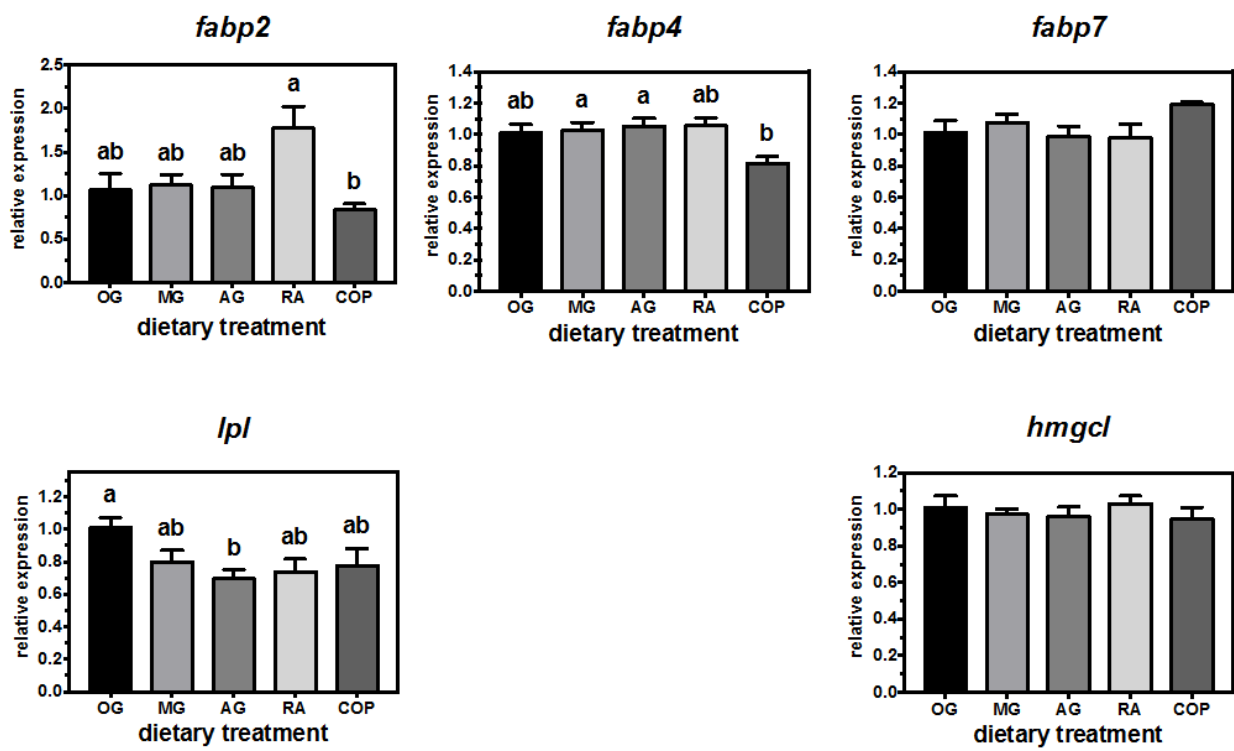 fabp2
relative expression
2.5
2.0
1.5
1.0
0.5
0.0
ab
ab
ab
a
b
OG MG AG RA COP
dietary treatment
fabp4
relative expression
1.4
1.2
1.0
0.8
0.6
0.4
0.2
0.0
ab
a
a
ab
b
OG MG AG RA COP
dietary treatment
fabp7
relative expression
1.4
1.2
1.0
0.8
0.6
0.4
0.2
0.0
OG MG AG RA COP
dietary treatment
lpl
relative expression
1.2
1.0
0.8
0.6
0.4
0.2
0.0
a
ab
b
ab
ab
OG MG AG RA COP
dietary treatment
hmgcl
relative expression
1.2
1.0
0.8
0.6
0.4
0.2
0.0
OG MG AG RA COP
dietary treatment